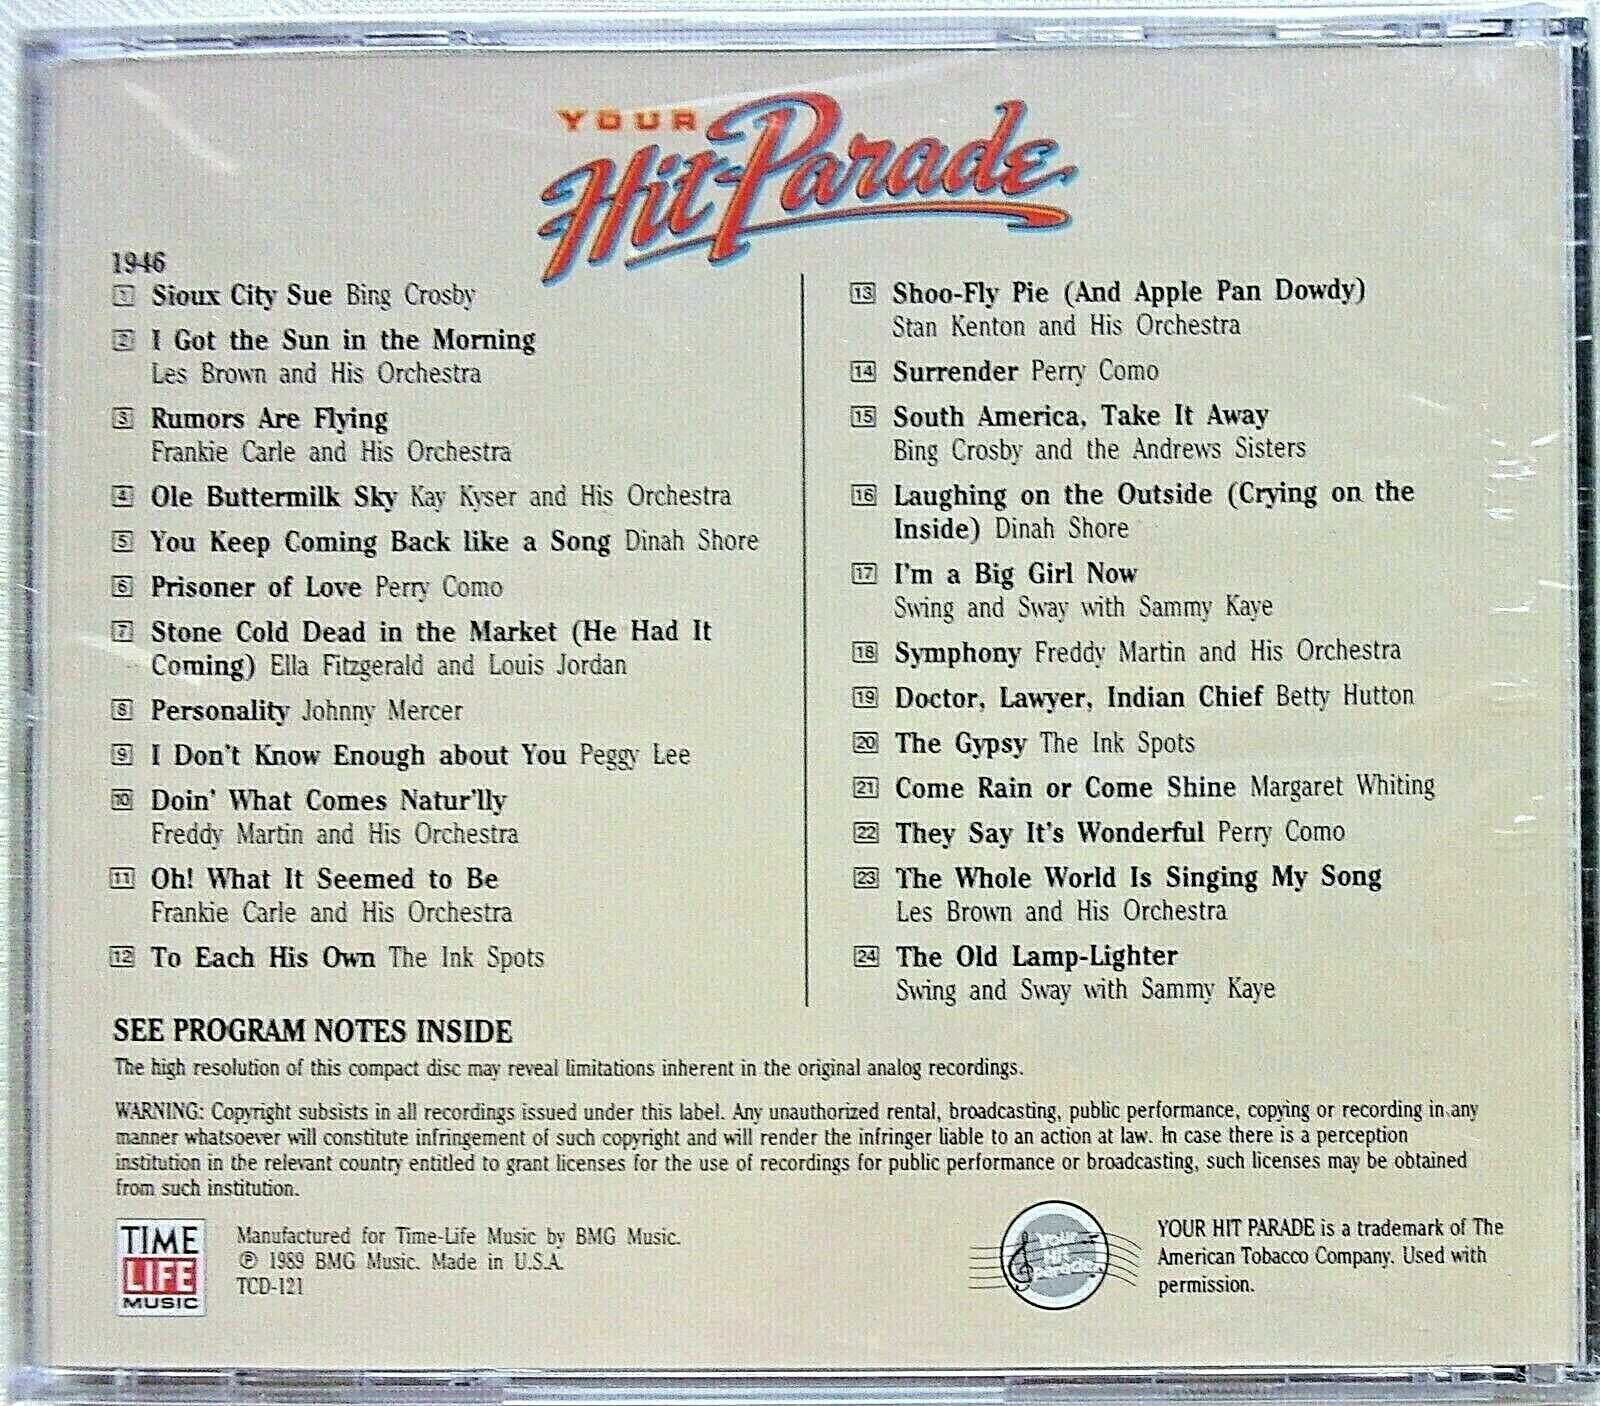 YOUR
Hit Parade
1946
1 Sioux City Sue Bing Crosby
2 I Got the Sun in the Morning
Les Brown and His Orchestra
3 Rumors Are Flying
Frankie Carle and His Orchestra
4 Ole Buttermilk Sky Kay Kyser and His Orchestra
5 You Keep Coming Back like a Song Dinah Shore
6 Prisoner of Love Perry Como
7 Stone Cold Dead in the Market (He Had It
Coming) Ella Fitzgerald and Louis Jordan
8 Personality Johnny Mercer
9 I Don't Know Enough about You Peggy Lee
10 Doin' What Comes Natur'lly
Freddy Martin and His Orchestra
11 Oh! What It Seemed to Be
Frankie Carle and His Orchestra
12 To Each His Own The Ink Spots
13 Shoo-Fly Pie (And Apple Pan Dowdy)
Stan Kenton and His Orchestra
14 Surrender Perry Como
15 South America, Take It Away
Bing Crosby and the Andrews Sisters
16 Laughing on the Outside (Crying on the
Inside) Dinah Shore
17 I'm a Big Girl Now
Swing and Sway with Sammy Kaye
18 Symphony Freddy Martin and His Orchestra
19 Doctor, Lawyer, Indian Chief Betty Hutton
20 The Gypsy The Ink Spots
21 Come Rain or Come Shine Margaret Whiting
22 They Say It's Wonderful Perry Como
23 The Whole World Is Singing My Song
Les Brown and His Orchestra
24 The Old Lamp-Lighter
Swing and Sway with Sammy Kaye
SEE PROGRAM NOTES INSIDE
The high resolution of this compact disc may reveal limitations inherent in the original analog recordings.
WARNING: Copyright subsists in all recordings issued under this label. Any unauthorized rental, broadcasting, public performance, copying or recording in any
manner whatsoever will constitute infringement of such copyright and will render the infringer liable to an action at law. In case there is a perception
institution in the relevant country entitled to grant licenses for the use of recordings for public performance or broadcasting, such licenses may be obtained
from such institution.
TIME
LIFE
MUSIC
Manufactured for Time-Life Music by BMG Music.
℗ 1989 BMG Music. Made in U.S.A.
TCD-121
Your
Hit
Parade
YOUR HIT PARADE is a trademark of The
American Tobacco Company. Used with
permission.